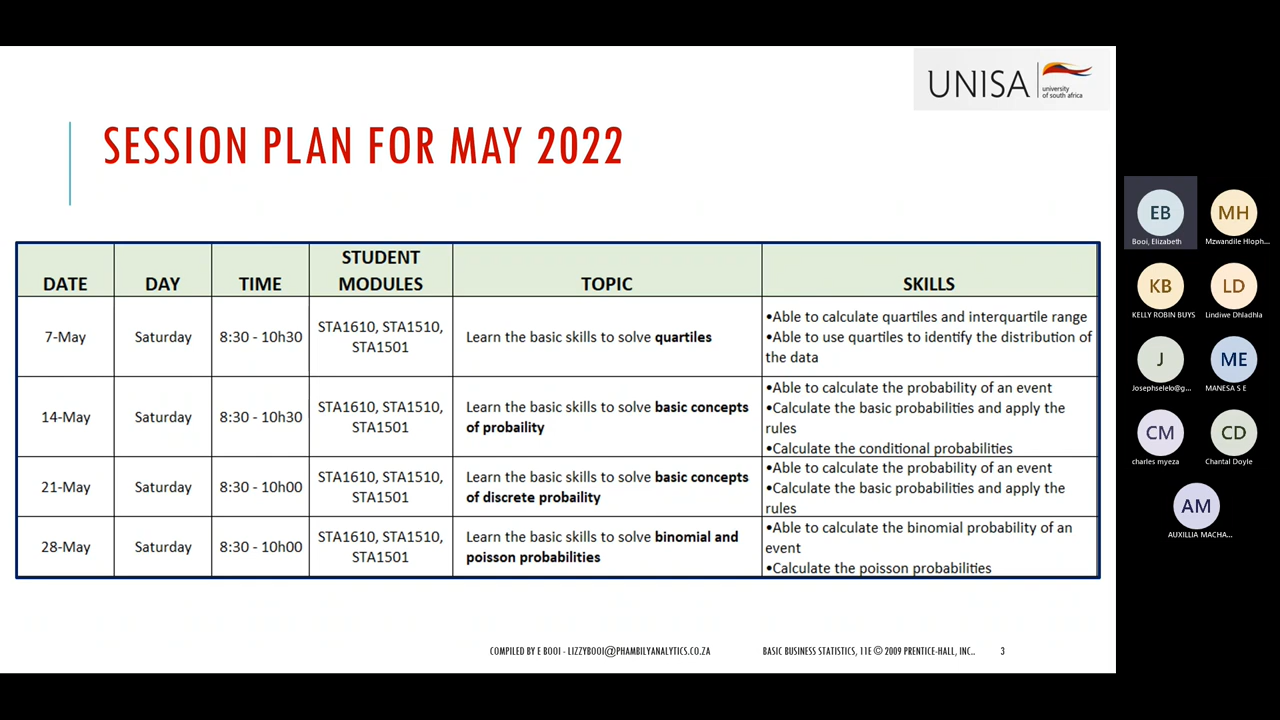 UNISA
university
of south africa
SESSION PLAN FOR MAY 2022
DATE
DAY
TIME
STUDENT
MODULES
TOPIC
SKILLS
7-May
Saturday
8:30 - 10h30
STA1610, STA1510,
STA1501
Learn the basic skills to solve quartiles
•Able to calculate quartiles and interquartile range
•Able to use quartiles to identify the distribution of
the data
14-May
Saturday
8:30 - 10h30
STA1610, STA1510,
STA1501
Learn the basic skills to solve basic concepts
of probaility
•Able to calculate the probability of an event
•Calculate the basic probabilities and apply the
rules
•Calculate the conditional probabilities
21-May
Saturday
8:30 - 10h00
STA1610, STA1510,
STA1501
Learn the basic skills to solve basic concepts
of discrete probaility
•Able to calculate the probability of an event
•Calculate the basic probabilities and apply the
rules
28-May
Saturday
8:30 - 10h00
STA1610, STA1510,
STA1501
Learn the basic skills to solve binomial and
poisson probabilities
•Able to calculate the binomial probability of an
event
•Calculate the poisson probabilities
COMPILED BY E BOOI - LIZZYBOOI@PHAMBILYANALYTICS.CO.ZA
BASIC BUSINESS STATISTICS, 11E © 2009 PRENTICE-HALL, INC..
3
EB
Booi, Elizabeth
MH
Mzwandile Hloph...
KB
KELLY ROBIN BUYS
LD
Lindiwe Dhladhla
J
Josephselelo@g...
ME
MANESA S E
CM
charles myeza
CD
Chantal Doyle
AM
AUXILLIA MACHA...